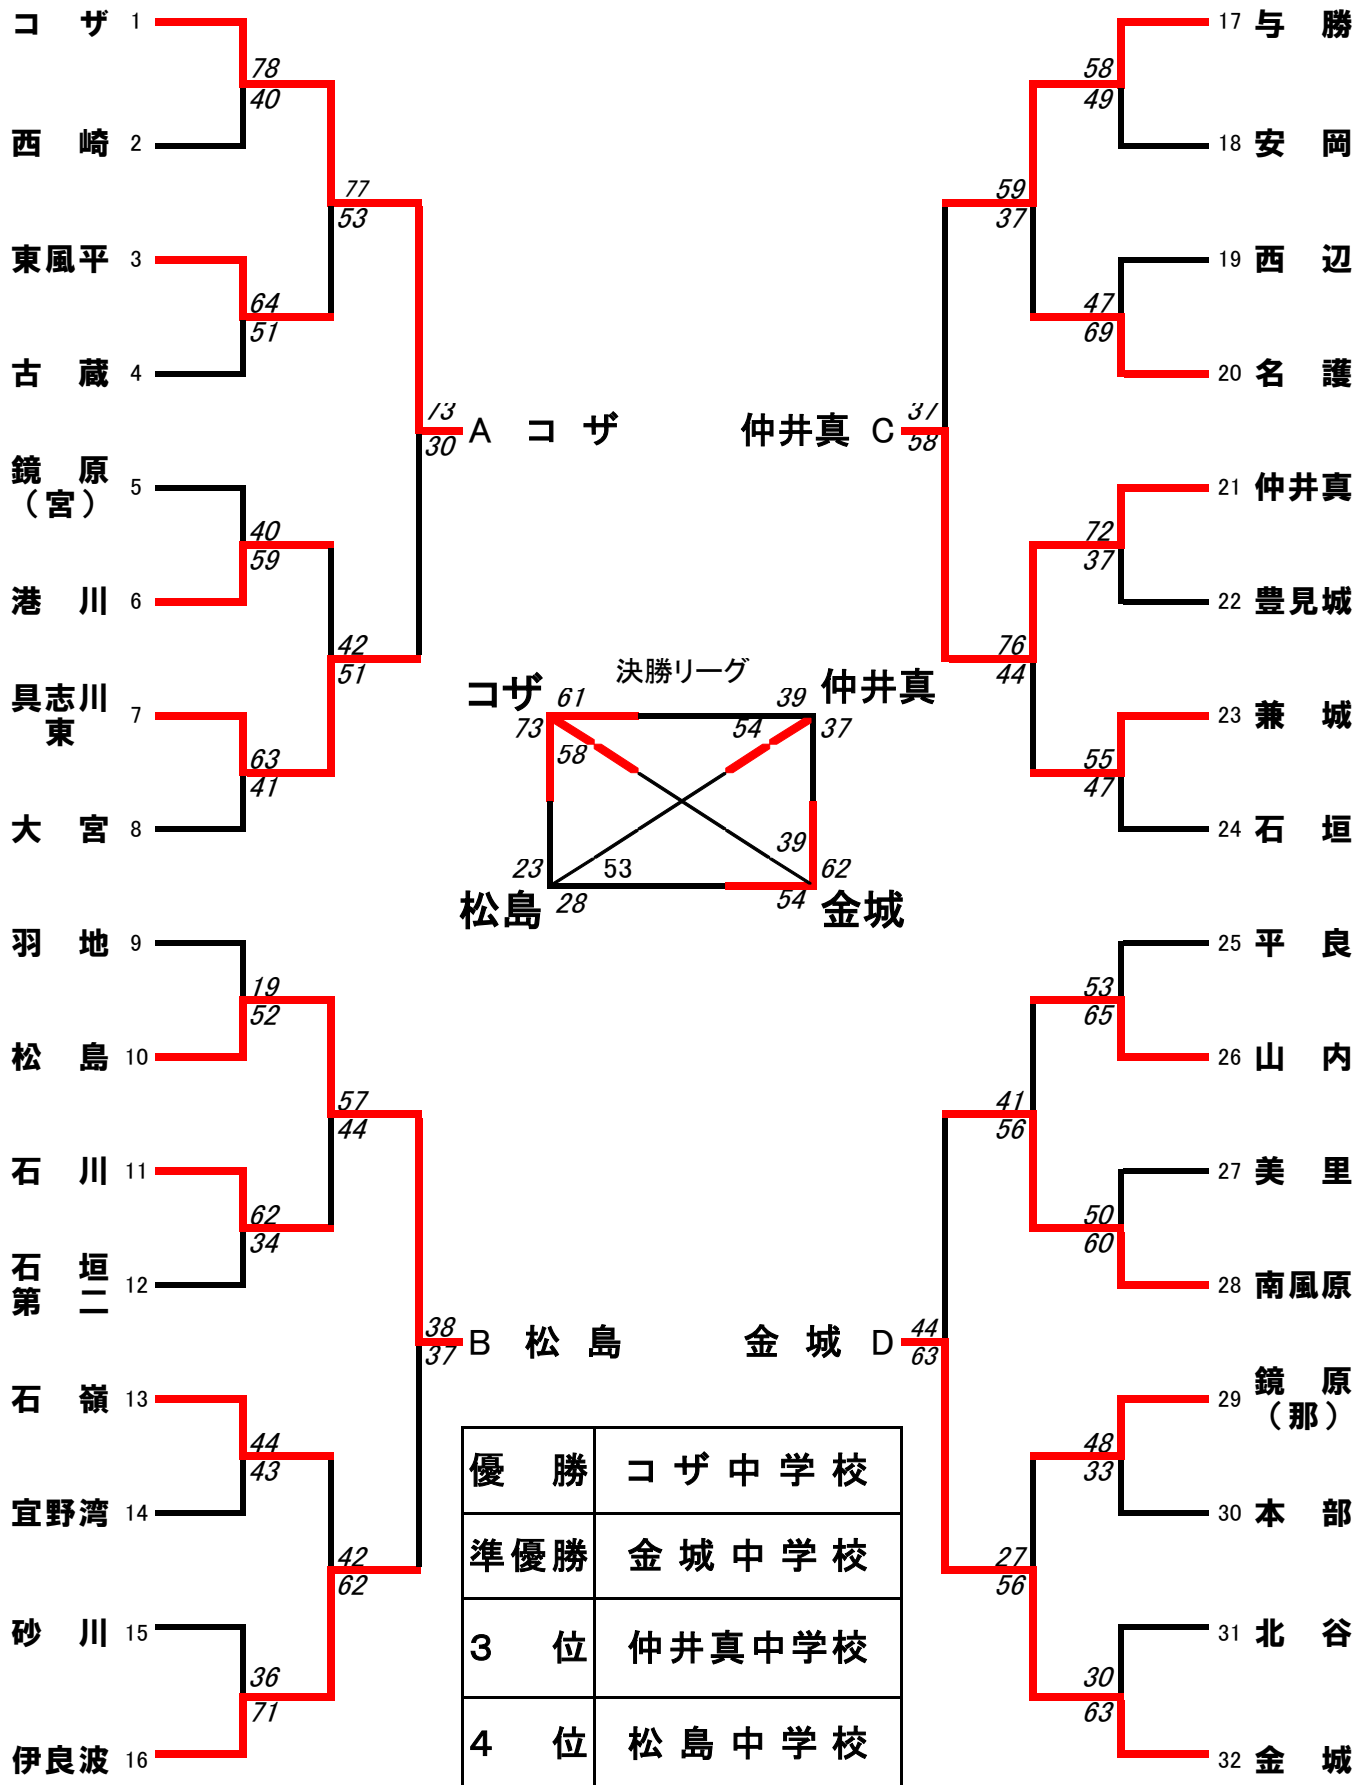 コ ザ 1
78
40
西 崎 2
77
53
東風平 3
64
51
古 蔵 4
73
30
A コ ザ
鏡 原
（宮） 5
40
59
港 川 6
42
51
具志川
東 7
63
41
大 宮 8
羽 地 9
19
52
松 島 10
57
44
石 川 11
62
34
石 垣
第 二 12
38
37
B 松 島
石 嶺 13
44
43
宜野湾 14
42
62
砂 川 15
36
71
伊良波 16
17 与 勝
58
49
18 安 岡
59
37
19 西 辺
47
69
20 名 護
仲井真 C
37
58
21 仲井真
72
37
22 豊見城
76
44
23 兼 城
55
47
24 石 垣
25 平 良
53
65
26 山 内
41
56
27 美 里
50
60
28 南風原
金 城 D
44
63
29 鏡 原
（那）
48
33
30 本 部
27
56
31 北 谷
30
63
32 金 城
決勝リーグ
コザ 61 39 仲井真
73 58 54 37
23 53 39 62
松島 28 54 金城
優 勝 コザ中学校
準優勝 金城中学校
3 位 仲井真中学校
4 位 松島中学校